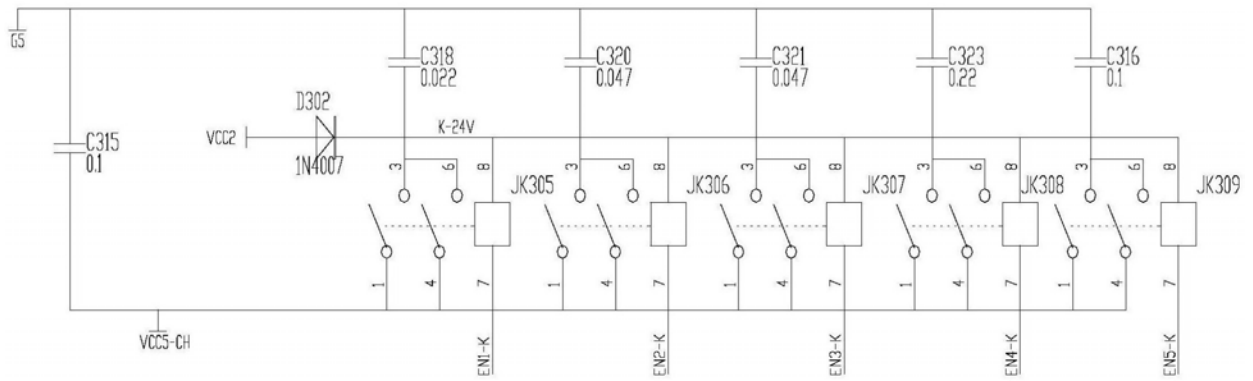 G5
C318
0.022
C320
0.047
C321
0.047
C323
0.22
C316
0.1
C315
0.1
D302
VCC2
1N4007
K-24V
3 6 8
3 6 8
3 6 8
3 6 8
3 6 8
JK305
JK306
JK307
JK308
JK309
1 4 7
1 4 7
1 4 7
1 4 7
1 4 7
VCC5-CH
EN1-K
EN2-K
EN3-K
EN4-K
EN5-K